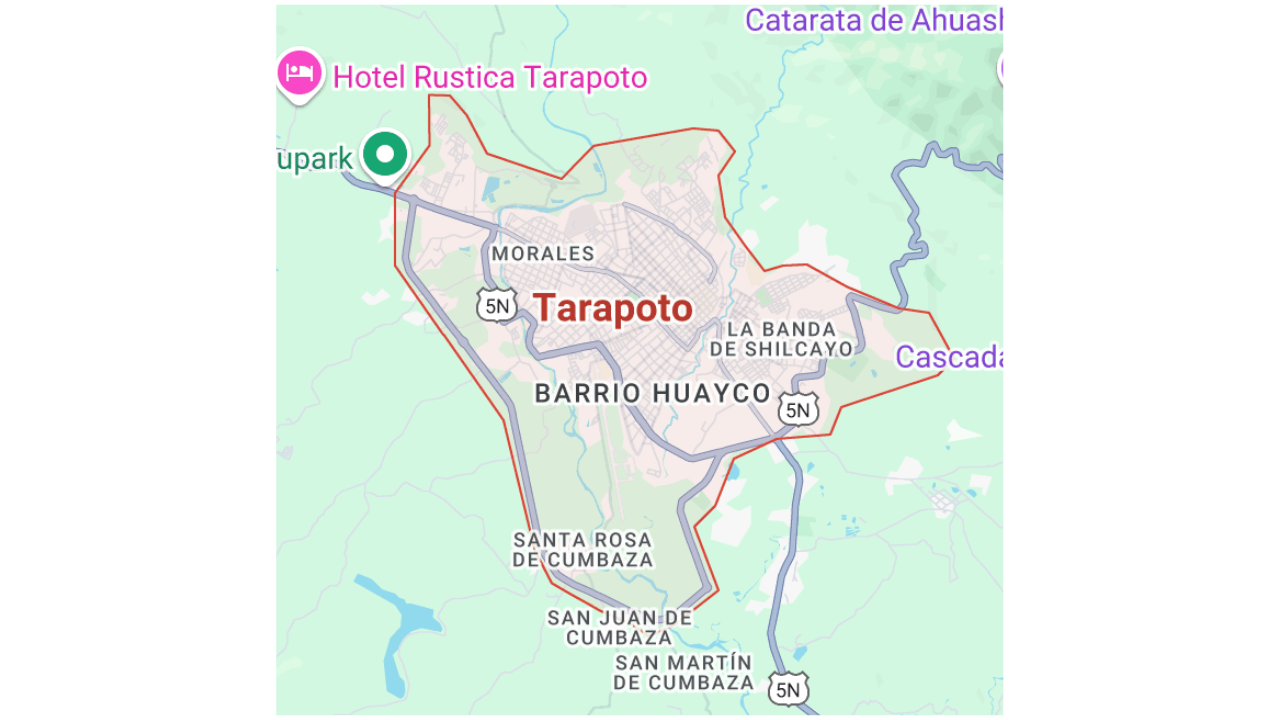 Catarata de Ahuash
Hotel Rustica Tarapoto
upark
MORALES
5N
Tarapoto
LA BANDA
DE SHILCAYO
Cascada
BARRIO HUAYCO
5N
SANTA ROSA
DE CUMBAZA
SAN JUAN DE
CUMBAZA
SAN MARTÍN
DE CUMBAZA
5N